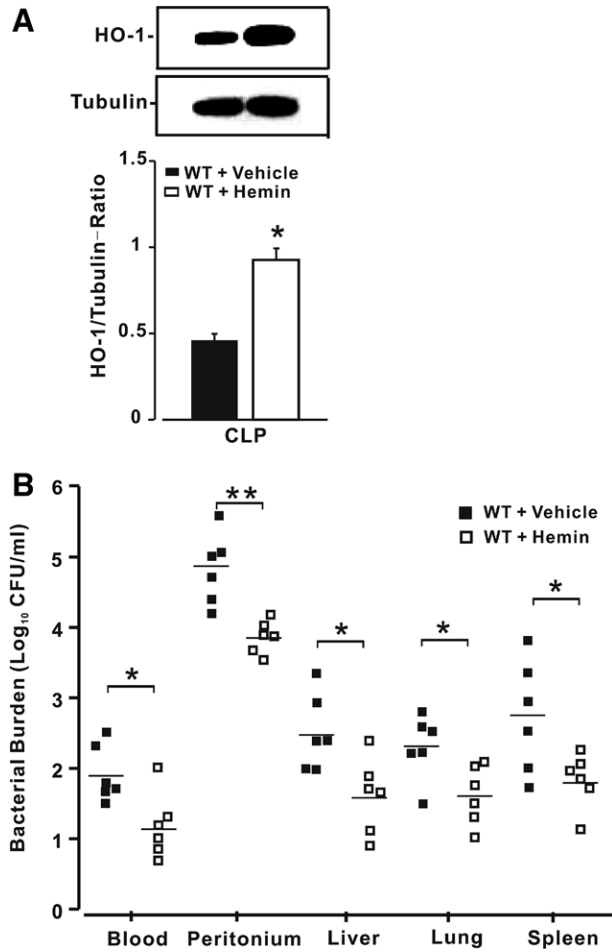 A
HO-1-
Tubulin-
1.5
WT + Vehicle
WT + Hemin
*
1
HO-1/Tubulin-Ratio
0.5
0
CLP
B
6
WT + Vehicle
WT + Hemin
**
5
*
4
*
*
3
*
2
1
0
Bacterial Burden (Log10 CFU/ml)
Blood Peritonium Liver Lung Spleen